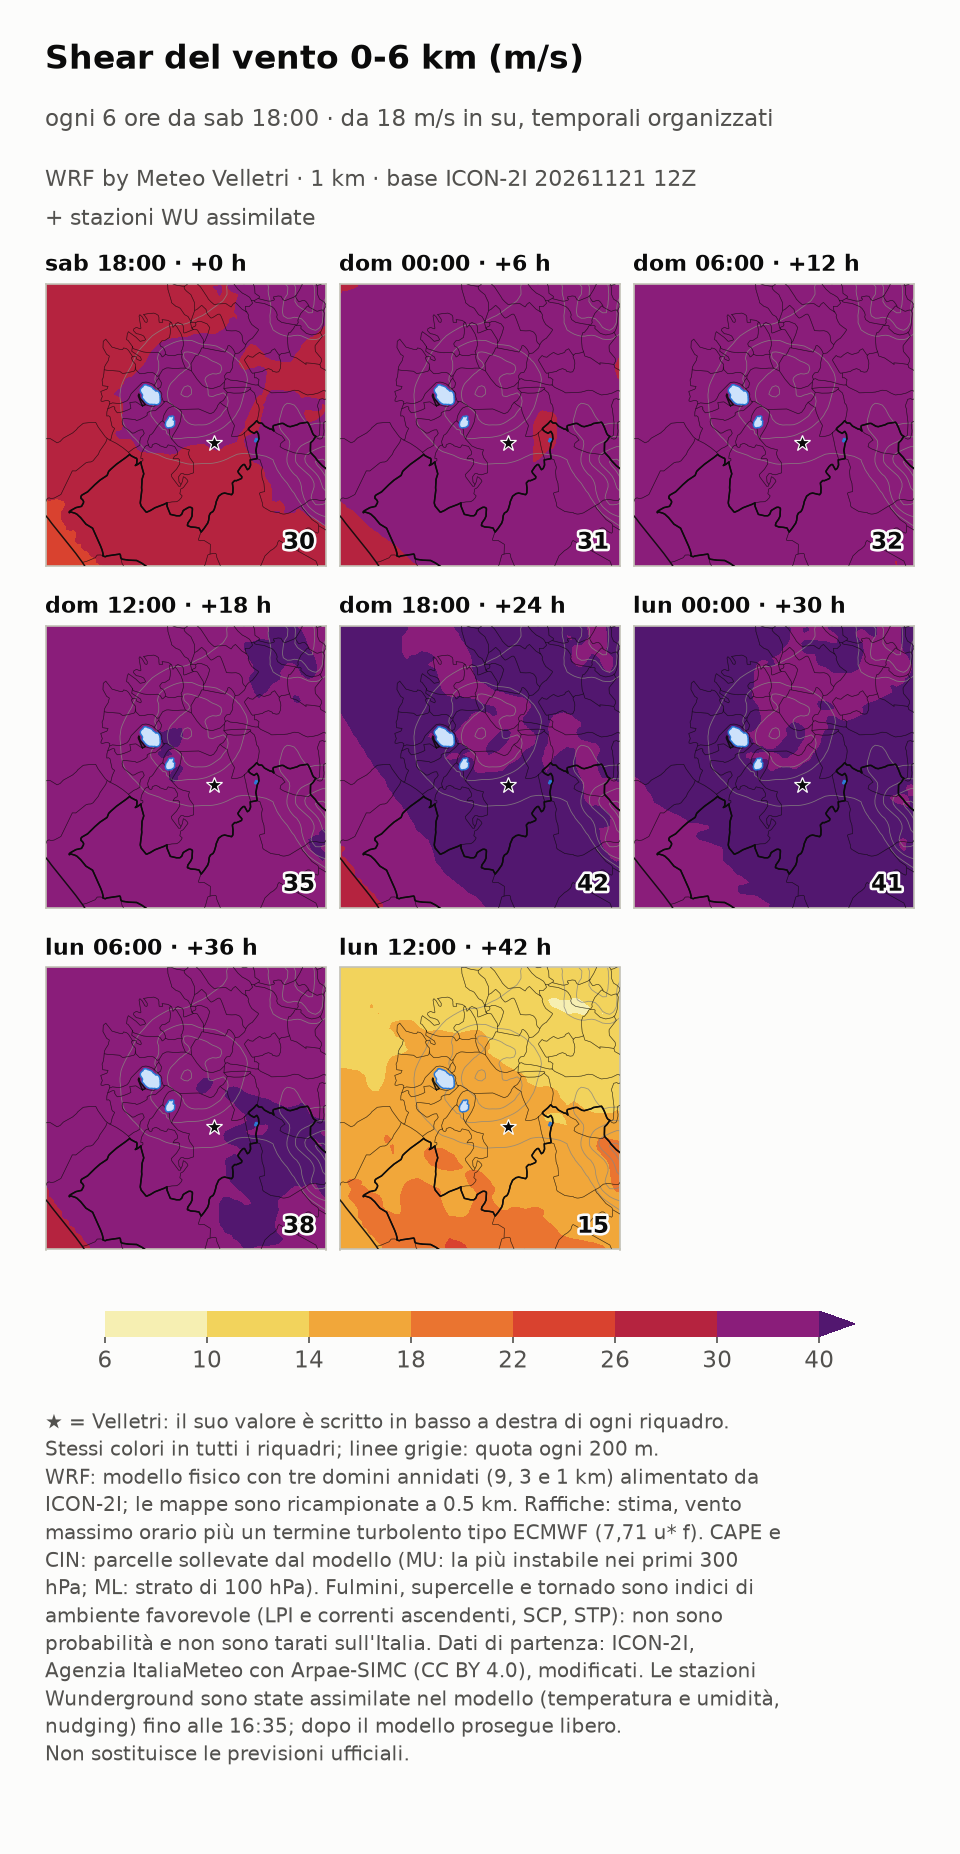 Shear del vento 0-6 km (m/s)
ogni 6 ore da sab 18:00 · da 18 m/s in su, temporali organizzati
WRF by Meteo Velletri · 1 km · base ICON-2I 20261121 12Z
+ stazioni WU assimilate
sab 18:00 · +0 h
dom 00:00 · +6 h
dom 06:00 · +12 h
30
31
32
dom 12:00 · +18 h
dom 18:00 · +24 h
lun 00:00 · +30 h
35
42
41
lun 06:00 · +36 h
lun 12:00 · +42 h
38
15
6 10 14 18 22 26 30 40
★ = Velletri: il suo valore è scritto in basso a destra di ogni riquadro.
Stessi colori in tutti i riquadri; linee grigie: quota ogni 200 m.
WRF: modello fisico con tre domini annidati (9, 3 e 1 km) alimentato da
ICON-2I; le mappe sono ricampionate a 0.5 km. Raffiche: stima, vento
massimo orario più un termine turbolento tipo ECMWF (7,71 u* f). CAPE e
CIN: parcelle sollevate dal modello (MU: la più instabile nei primi 300
hPa; ML: strato di 100 hPa). Fulmini, supercelle e tornado sono indici di
ambiente favorevole (LPI e correnti ascendenti, SCP, STP): non sono
probabilità e non sono tarati sull'Italia. Dati di partenza: ICON-2I,
Agenzia ItaliaMeteo con Arpae-SIMC (CC BY 4.0), modificati. Le stazioni
Wunderground sono state assimilate nel modello (temperatura e umidità,
nudging) fino alle 16:35; dopo il modello prosegue libero.
Non sostituisce le previsioni ufficiali.